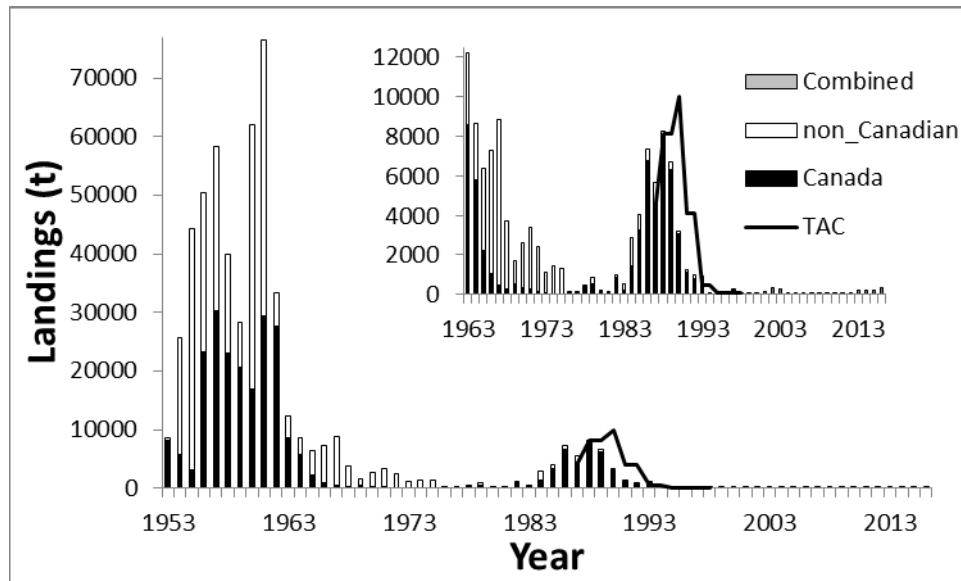 70000
60000
50000
40000
30000
20000
10000
0
Landings (t)
1953 1963 1973 1983 1993 2003 2013
Year
12000
10000
8000
6000
4000
2000
0
1963 1973 1983 1993 2003 2013
Combined
non_Canadian
Canada
TAC